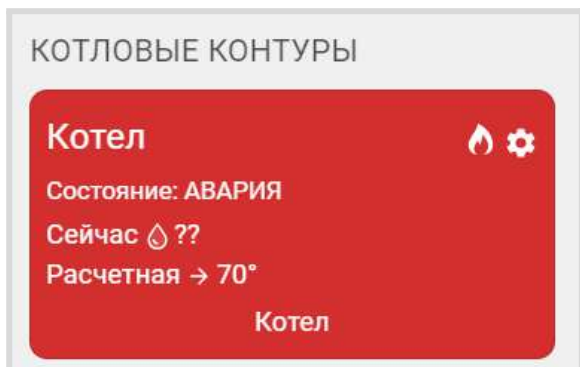 КОТЛОВЫЕ КОНТУРЫ
Котел
Состояние: АВАРИЯ
Сейчас ??
Расчетная → 70°
Котел